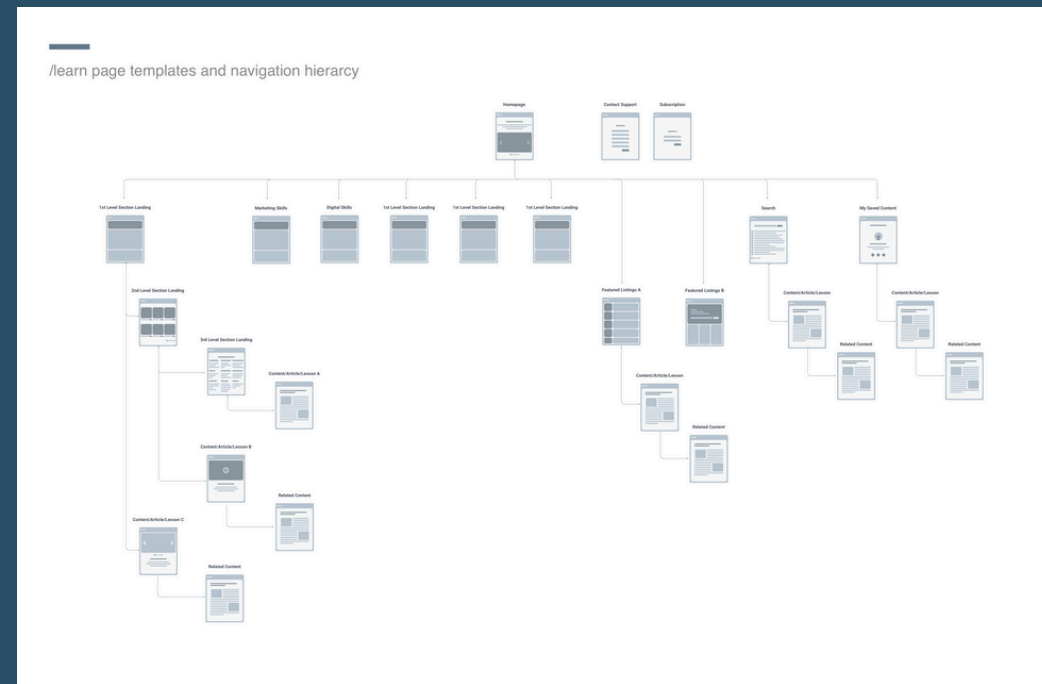 /learn page templates and navigation hierarcy
Homepage
Contact Support
Subscription
1st Level Section Landing
Marketing Skills
Digital Skills
1st Level Section Landing
1st Level Section Landing
1st Level Section Landing
Search
My Saved Content
2nd Level Section Landing
Featured Listings A
Featured Listings B
Content/Article/Lesson
Content/Article/Lesson
3rd Level Section Landing
Related Content
Related Content
Content/Article/Lesson A
Content/Article/Lesson
Related Content
Content/Article/Lesson B
Related Content
Content/Article/Lesson C
Related Content